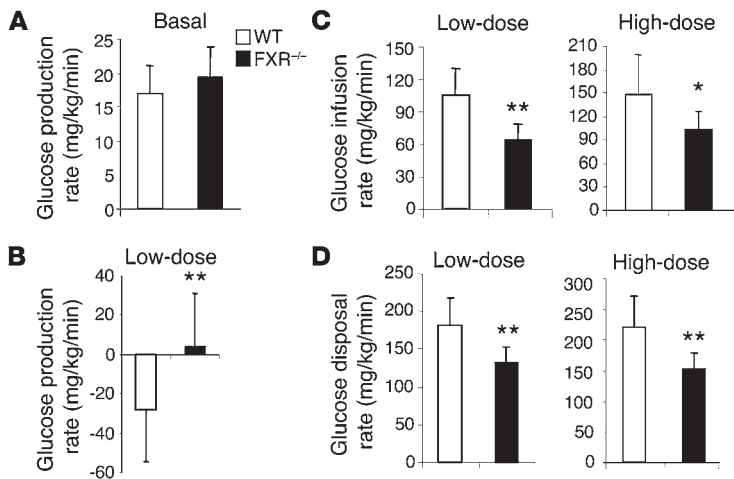 A
Basal
Glucose production
rate (mg/kg/min)
25
20
15
10
5
0
WT
FXR⁻/⁻
B
Low-dose
Glucose production
rate (mg/kg/min)
40
20
0
-20
-40
-60
**
C
Low-dose
Glucose infusion
rate (mg/kg/min)
150
120
90
60
30
0
**
High-dose
210
180
150
120
90
60
30
0
*
D
Low-dose
Glucose disposal
rate (mg/kg/min)
250
200
150
100
50
0
**
High-dose
300
250
200
150
100
50
0
**